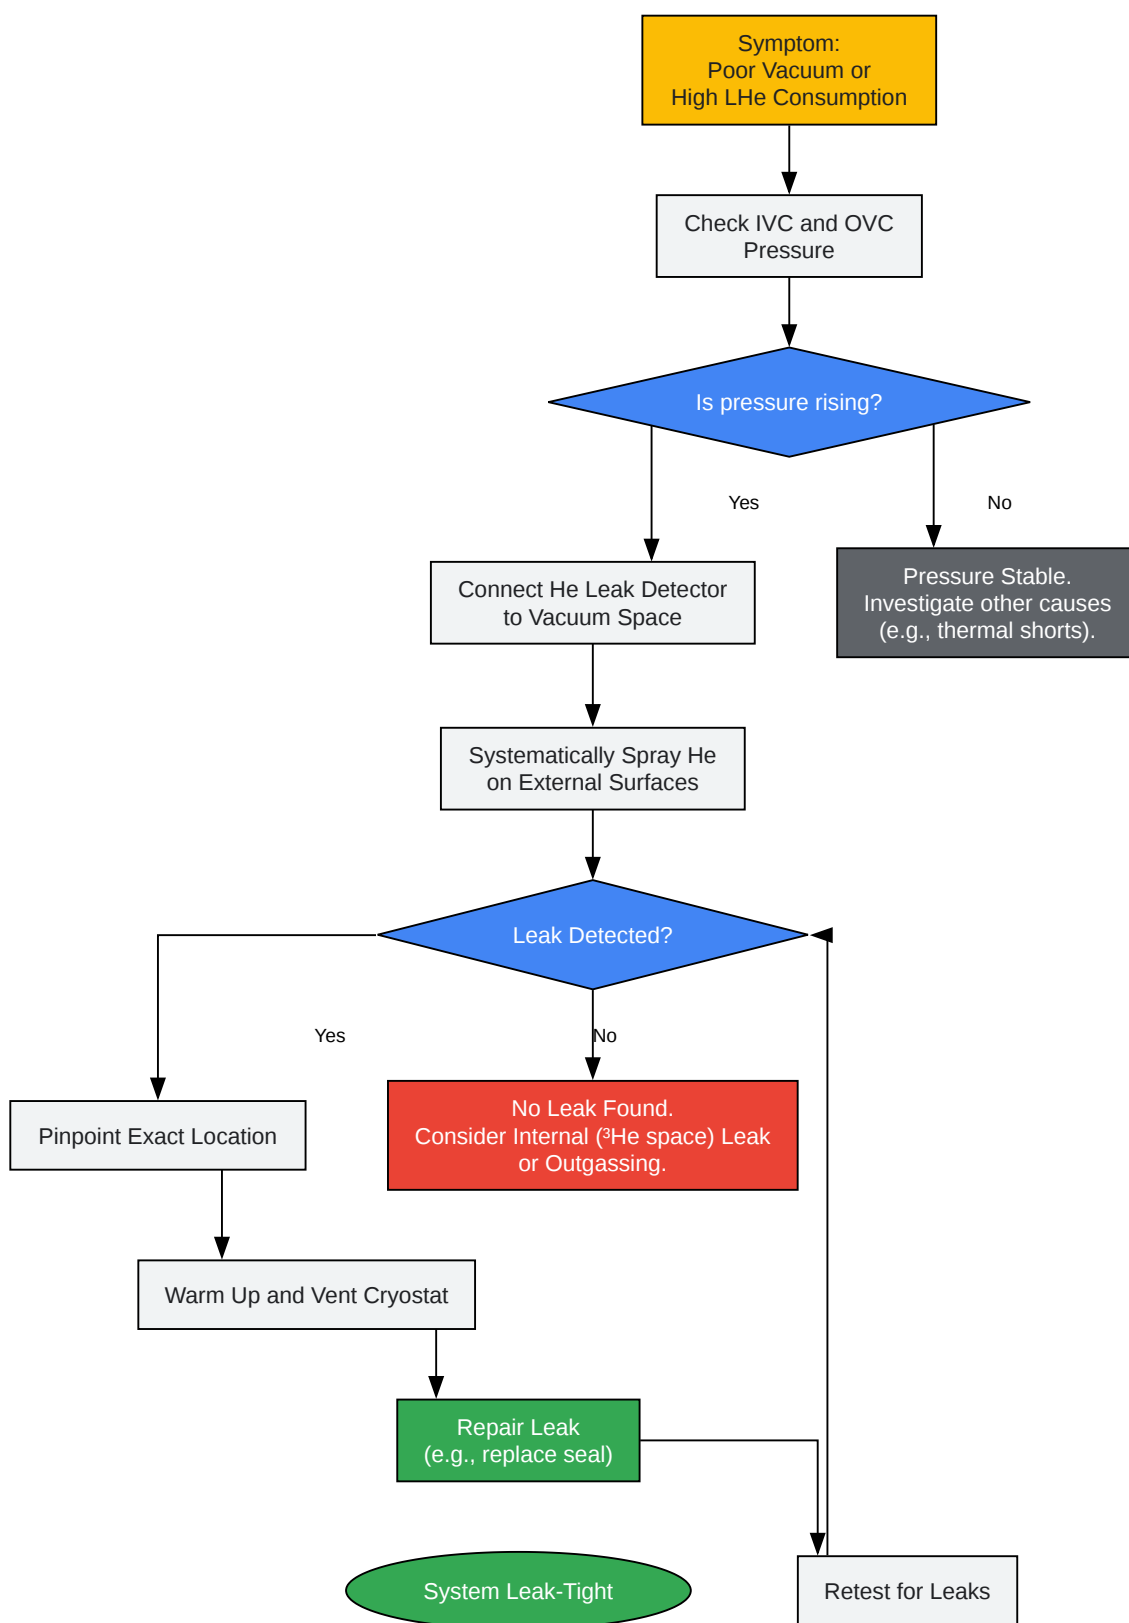 Symptom:
Poor Vacuum or
High LHe Consumption
Check IVC and OVC
Pressure
Is pressure rising?
Yes
No
Pressure Stable.
Investigate other causes
(e.g., thermal shorts).
Connect He Leak Detector
to Vacuum Space
Systematically Spray He
on External Surfaces
Leak Detected?
Yes
No
No Leak Found.
Consider Internal (³He space) Leak
or Outgassing.
Pinpoint Exact Location
Warm Up and Vent Cryostat
Repair Leak
(e.g., replace seal)
System Leak-Tight
Retest for Leaks